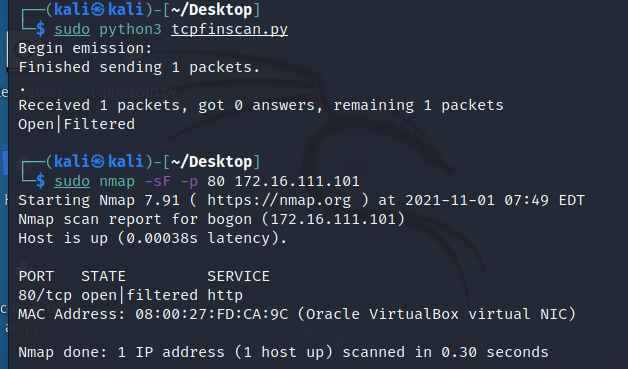 ┌──(kali㉿kali)-[~/Desktop]
└─$ sudo python3 tcpfinscan.py
Begin emission:
Finished sending 1 packets.
.
Received 1 packets, got 0 answers, remaining 1 packets
Open|Filtered
┌──(kali㉿kali)-[~/Desktop]
└─$ sudo nmap -sF -p 80 172.16.111.101
Starting Nmap 7.91 ( https://nmap.org ) at 2021-11-01 07:49 EDT
Nmap scan report for bogon (172.16.111.101)
Host is up (0.00038s latency).
PORT   STATE         SERVICE
80/tcp open|filtered http
MAC Address: 08:00:27:FD:CA:9C (Oracle VirtualBox virtual NIC)
Nmap done: 1 IP address (1 host up) scanned in 0.30 seconds